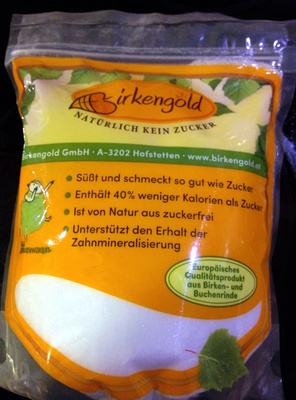 Birkengold
NATÜRLICH KEIN ZUCKER
Birkengold GmbH • A-3202 Hofstetten • www.birkengold.at
• Süßt und schmeckt so gut wie Zucker
• Enthält 40% weniger Kalorien als Zucker
• Ist von Natur aus zuckerfrei
• Unterstützt den Erhalt der
Zahnmineralisierung
Europäisches
Qualitätsprodukt
aus Birken- und
Buchenrinde